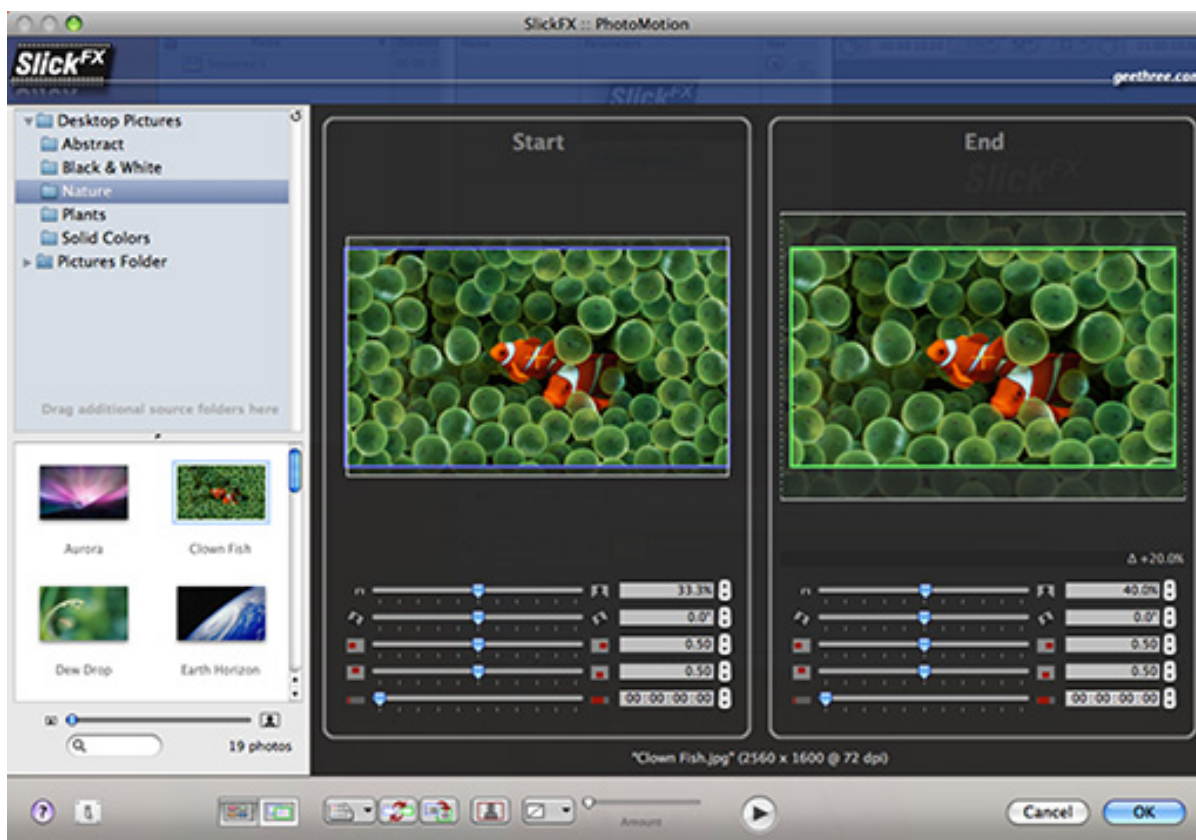 SlickFX :: PhotoMotion
SlickFX
geethree.com
Desktop Pictures
Abstract
Black & White
Nature
Plants
Solid Colors
Pictures Folder
Drag additional source folders here
Aurora
Clown Fish
Dew Drop
Earth Horizon
19 photos
Start
33.3%
0.0°
0.50
0.50
00:00:00:00
End
SlickFX
Δ +20.0%
40.0%
0.0°
0.50
0.50
00:00:00:00
"Clown Fish.jpg" (2560 x 1600 @ 72 dpi)
?
Amount
Cancel
OK